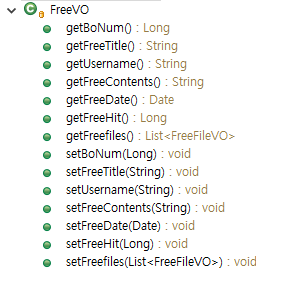 FreeVO
getBoNum() : Long
getFreeTitle() : String
getUsername() : String
getFreeContents() : String
getFreeDate() : Date
getFreeHit() : Long
getFreefiles() : List<FreeFileVO>
setBoNum(Long) : void
setFreeTitle(String) : void
setUsername(String) : void
setFreeContents(String) : void
setFreeDate(Date) : void
setFreeHit(Long) : void
setFreefiles(List<FreeFileVO>) : void